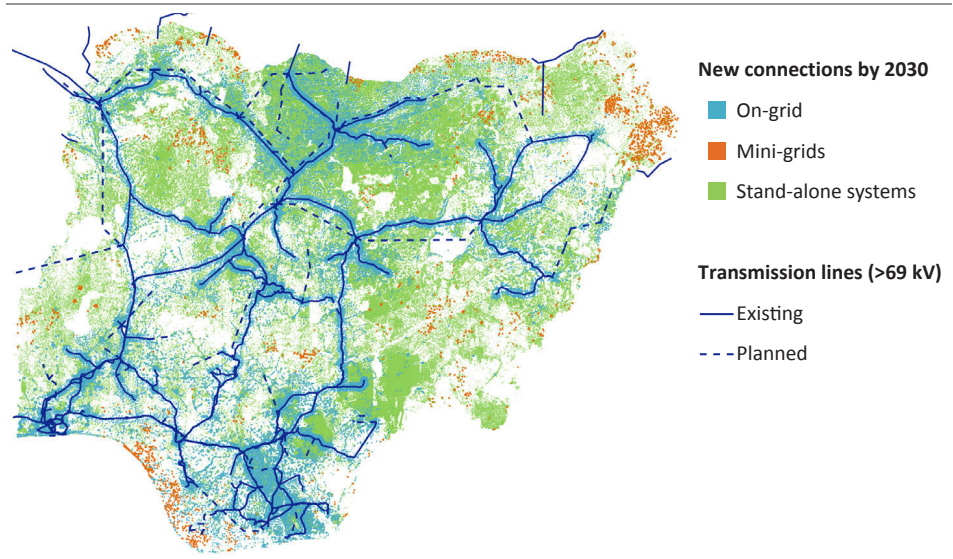 New connections by 2030
On-grid
Mini-grids
Stand-alone systems
Transmission lines (>69 kV)
Existing
Planned